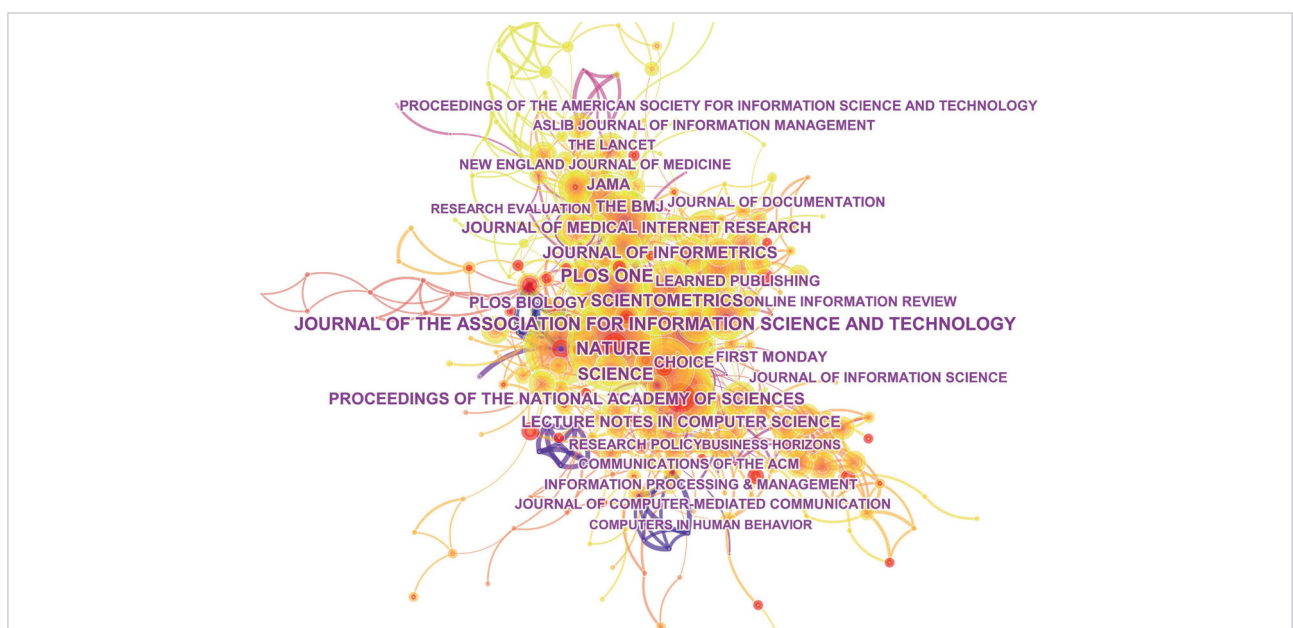 PROCEEDINGS OF THE AMERICAN SOCIETY FOR INFORMATION SCIENCE AND TECHNOLOGY
ASLIB JOURNAL OF INFORMATION MANAGEMENT
THE LANCET
NEW ENGLAND JOURNAL OF MEDICINE
JAMA
RESEARCH EVALUATION THE BMJ JOURNAL OF DOCUMENTATION
JOURNAL OF MEDICAL INTERNET RESEARCH
JOURNAL OF INFORMETRICS
PLOS ONE LEARNED PUBLISHING
PLOS BIOLOGY SCIENTOMETRICS ONLINE INFORMATION REVIEW
JOURNAL OF THE ASSOCIATION FOR INFORMATION SCIENCE AND TECHNOLOGY
NATURE CHOICE FIRST MONDAY
SCIENCE JOURNAL OF INFORMATION SCIENCE
PROCEEDINGS OF THE NATIONAL ACADEMY OF SCIENCES
LECTURE NOTES IN COMPUTER SCIENCE
RESEARCH POLICY BUSINESS HORIZONS
COMMUNICATIONS OF THE ACM
INFORMATION PROCESSING & MANAGEMENT
JOURNAL OF COMPUTER-MEDIATED COMMUNICATION
COMPUTERS IN HUMAN BEHAVIOR